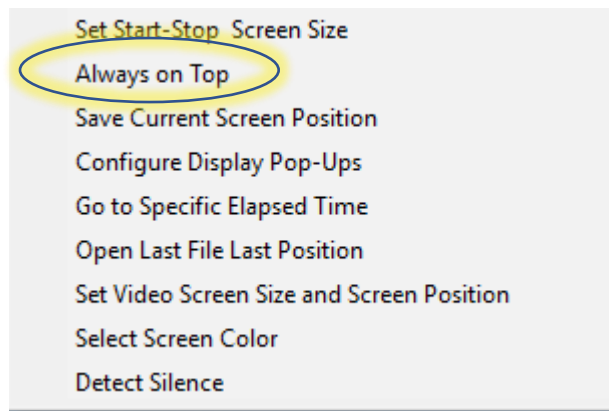 Set Start-Stop  Screen Size
Always on Top
Save Current Screen Position
Configure Display Pop-Ups
Go to Specific Elapsed Time
Open Last File Last Position
Set Video Screen Size and Screen Position
Select Screen Color
Detect Silence